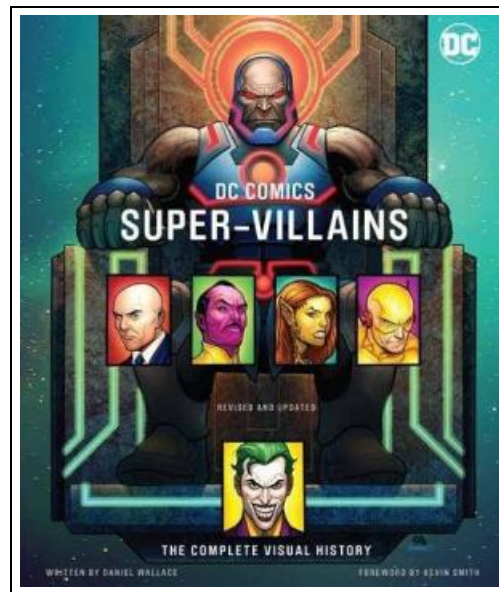 DC
DC COMICS
SUPER-VILLAINS
REVISED AND UPDATED
THE COMPLETE VISUAL HISTORY
WRITTEN BY DANIEL WALLACE
FOREWORD BY KEVIN SMITH